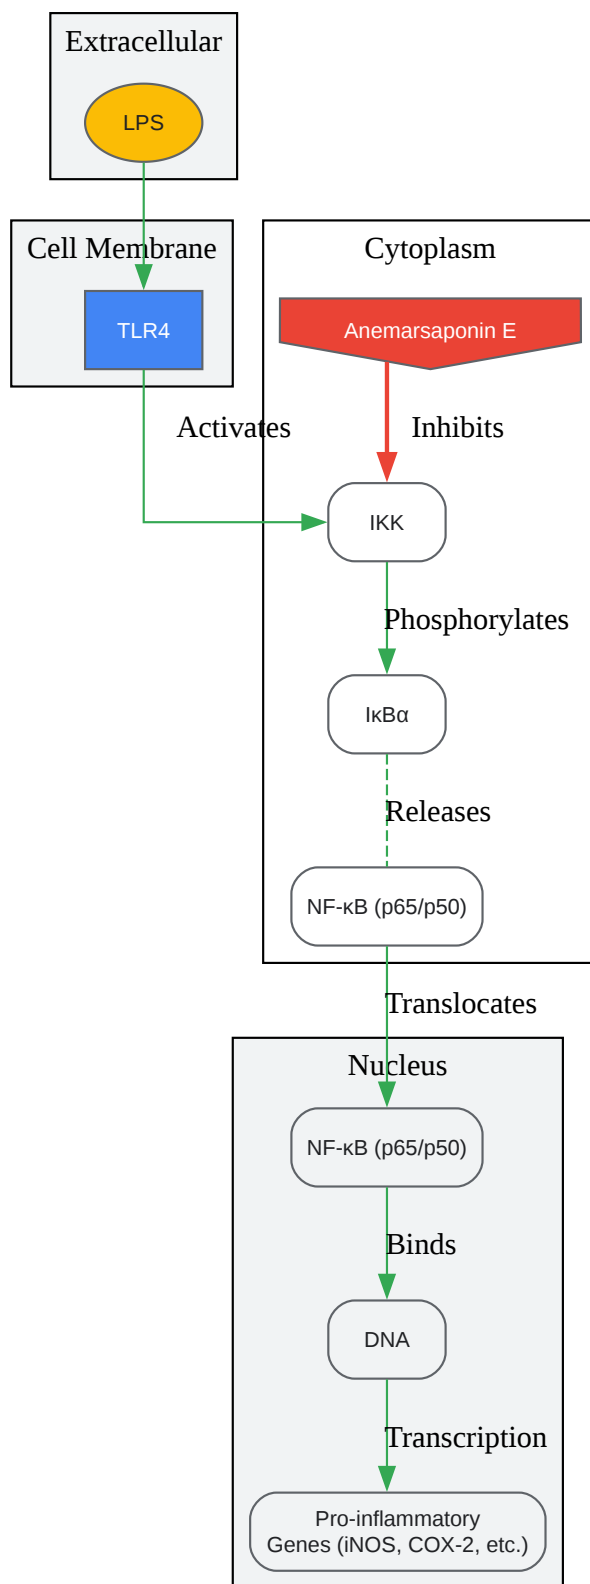 Extracellular
LPS
Cell Membrane
TLR4
Cytoplasm
Anemarsaponin E
Activates
Inhibits
IKK
Phosphorylates
IκBα
Releases
NF-κB (p65/p50)
Translocates
Nucleus
NF-κB (p65/p50)
Binds
DNA
Transcription
Pro-inflammatory
Genes (iNOS, COX-2, etc.)